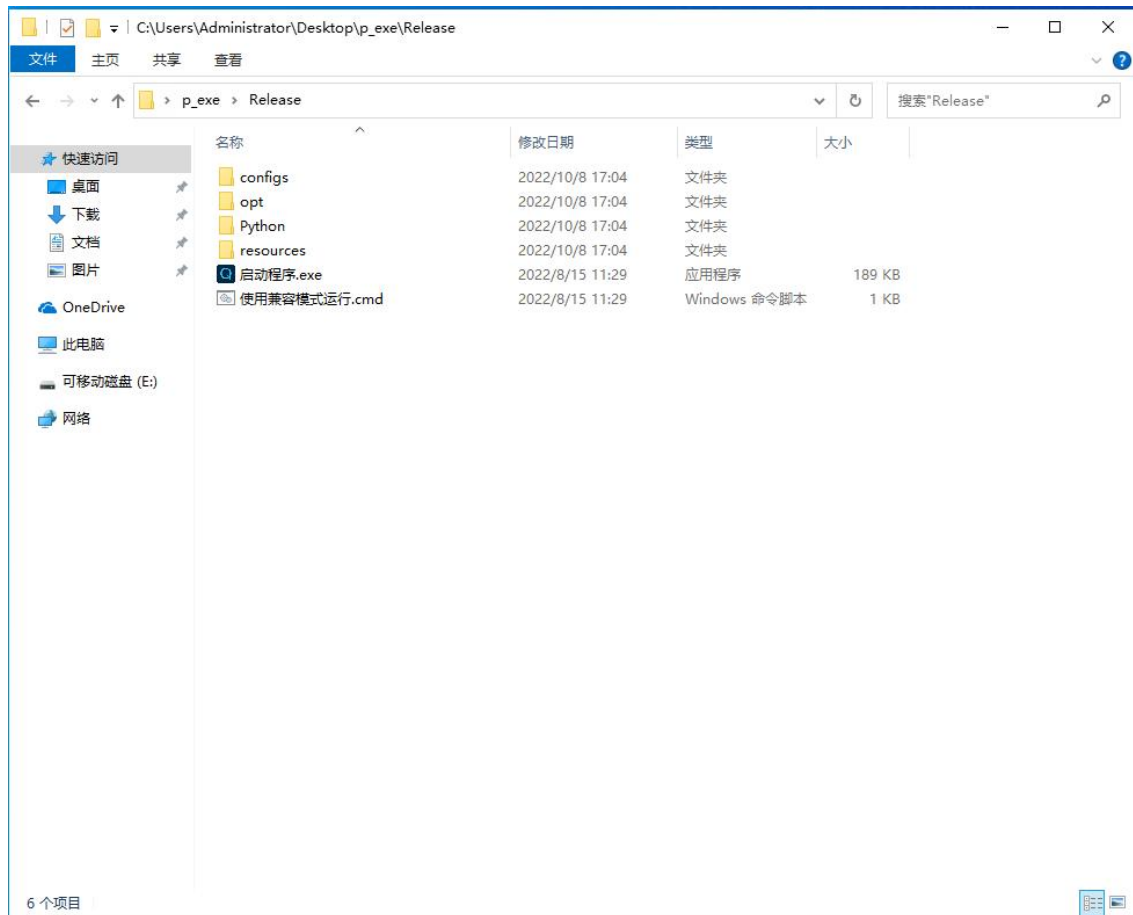 C:\Users\Administrator\Desktop\p_exe\Release
文件 主页 共享 查看
p_exe › Release
搜索"Release"
名称 修改日期 类型 大小
快速访问
桌面
下载
文档
图片
OneDrive
此电脑
可移动磁盘 (E:)
网络
configs 2022/10/8 17:04 文件夹
opt 2022/10/8 17:04 文件夹
Python 2022/10/8 17:04 文件夹
resources 2022/10/8 17:04 文件夹
启动程序.exe 2022/8/15 11:29 应用程序 189 KB
使用兼容模式运行.cmd 2022/8/15 11:29 Windows 命令脚本 1 KB
6 个项目